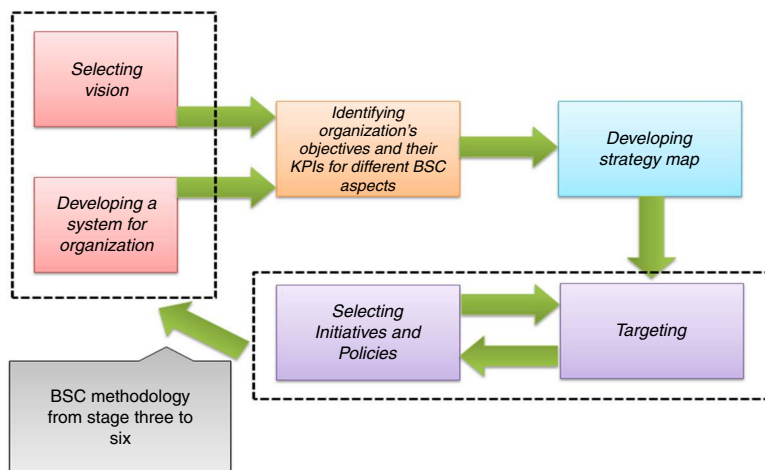 Selecting
vision
Identifying
organization's
objectives and their
KPIs for different BSC
aspects
Developing
strategy map
Developing a
system for
organization
Selecting
Initiatives and
Policies
Targeting
BSC methodology
from stage three to
six